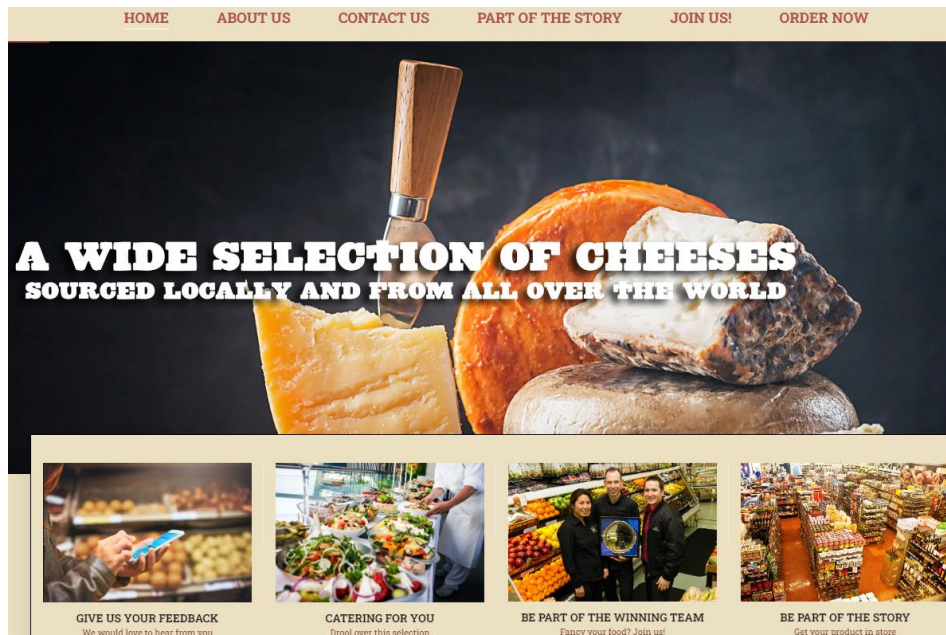 HOME ABOUT US CONTACT US PART OF THE STORY JOIN US! ORDER NOW
A WIDE SELECTION OF CHEESES
SOURCED LOCALLY AND FROM ALL OVER THE WORLD
GIVE US YOUR FEEDBACK CATERING FOR YOU BE PART OF THE WINNING TEAM BE PART OF THE STORY
We would love to hear from you Drool over this selection Fancy your food? Join us! Get your product in store